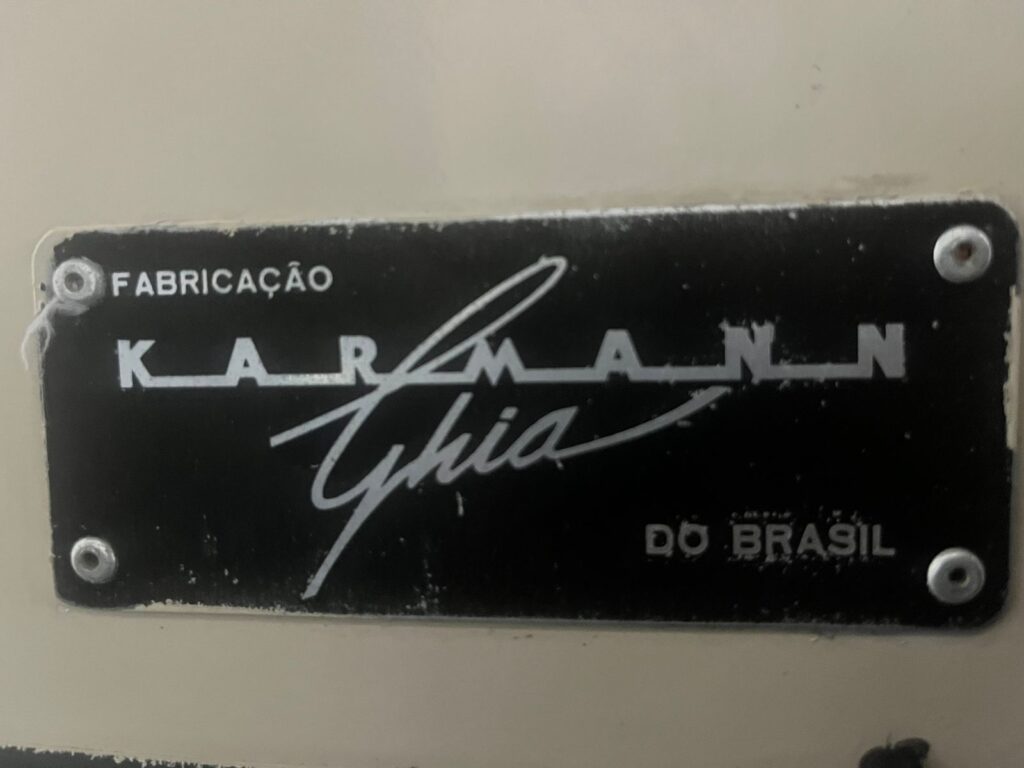 FABRICAÇÃO
KARMANN
Ghia
DO BRASIL